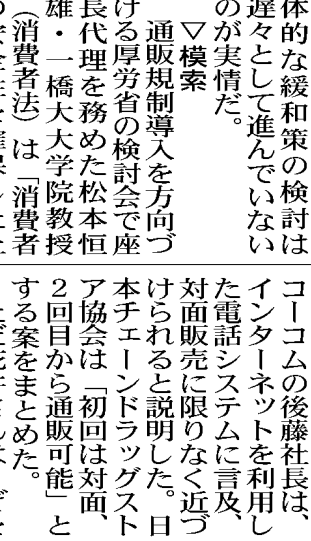 体的な緩和策の検討は
遅々として進んでいない
のが実情だ。
▽模索
通販規制導入を方向づ
ける厚労省の検討会で座
長代理を務めた松本恒
雄・一橋大大学院教授
(消費者法)は「消費者
コーコムの後藤社長は、
インターネットを利用し
た電話システムに言及、
対面販売に限りなく近づ
けられると説明した。日
本チェーンドラッグスト
ア協会は「初回は対面、
2回目から通販可能」と
する案をまとめた。